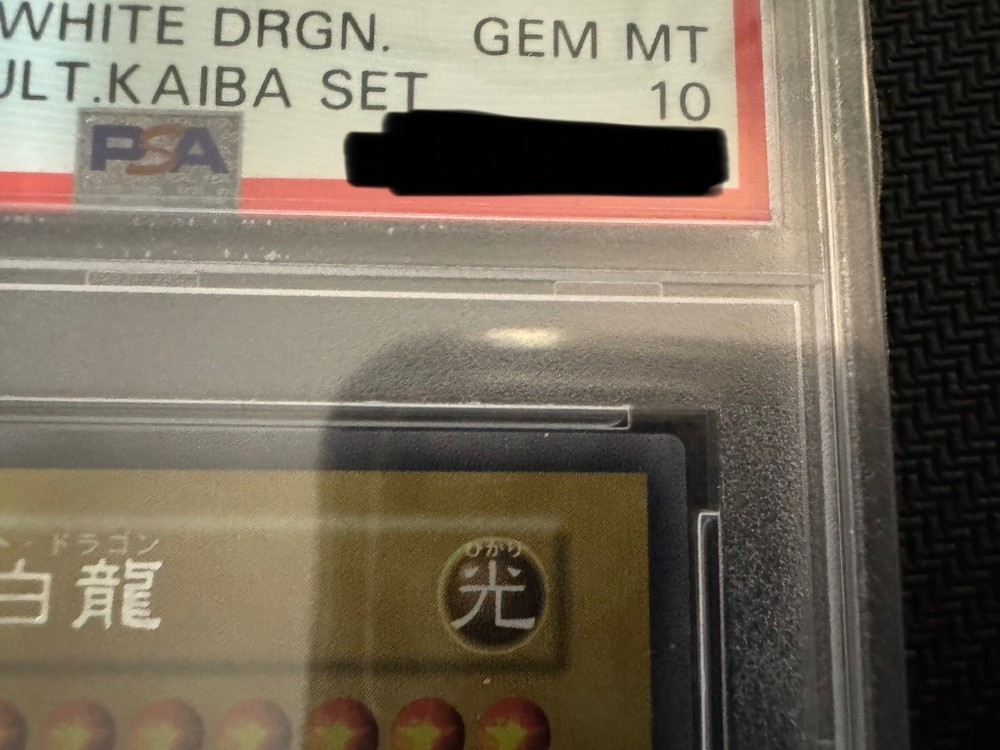 WHITE DRGN. GEM MT
ULT.KAIBA SET 10
PSA
ト・ドラゴン
白龍
ひかり
光